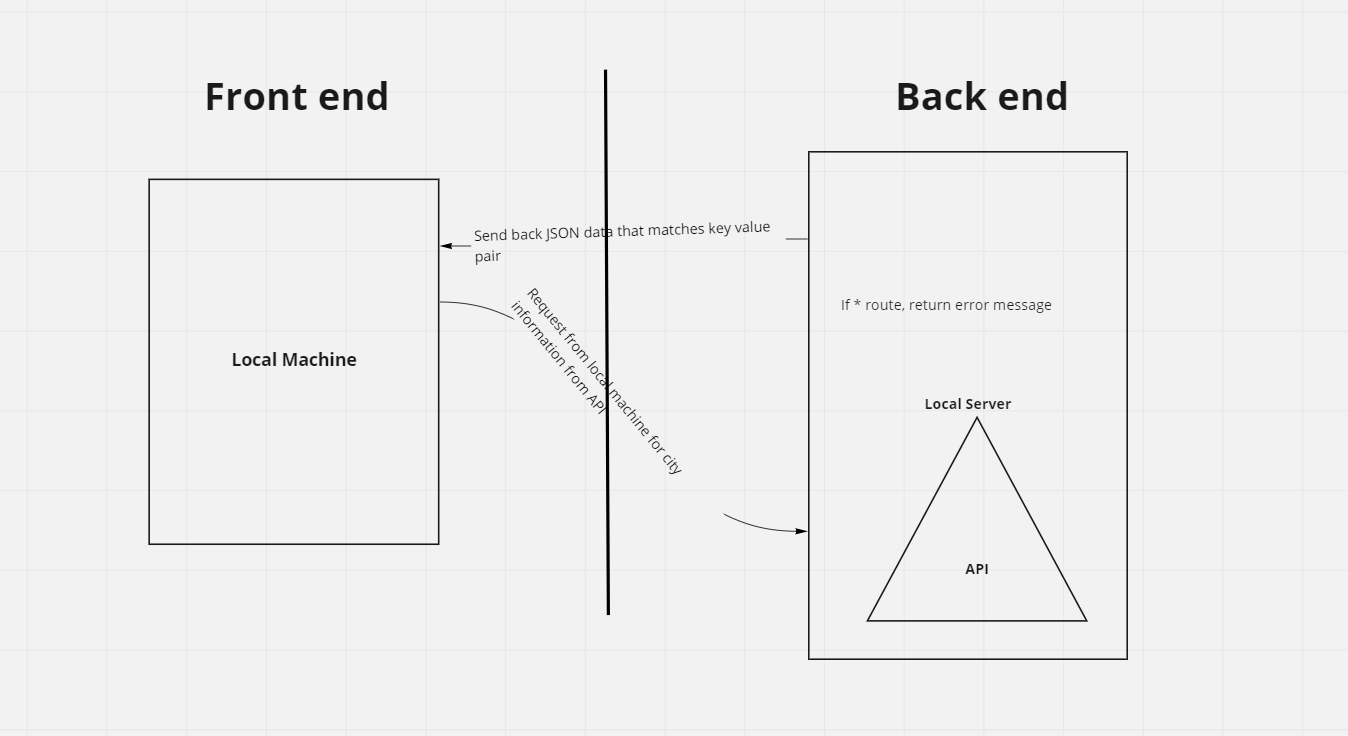 Front end
Back end
Send back JSON data that matches key value
pair
Request from local machine for city
information from API
If * route, return error message
Local Machine
Local Server
API